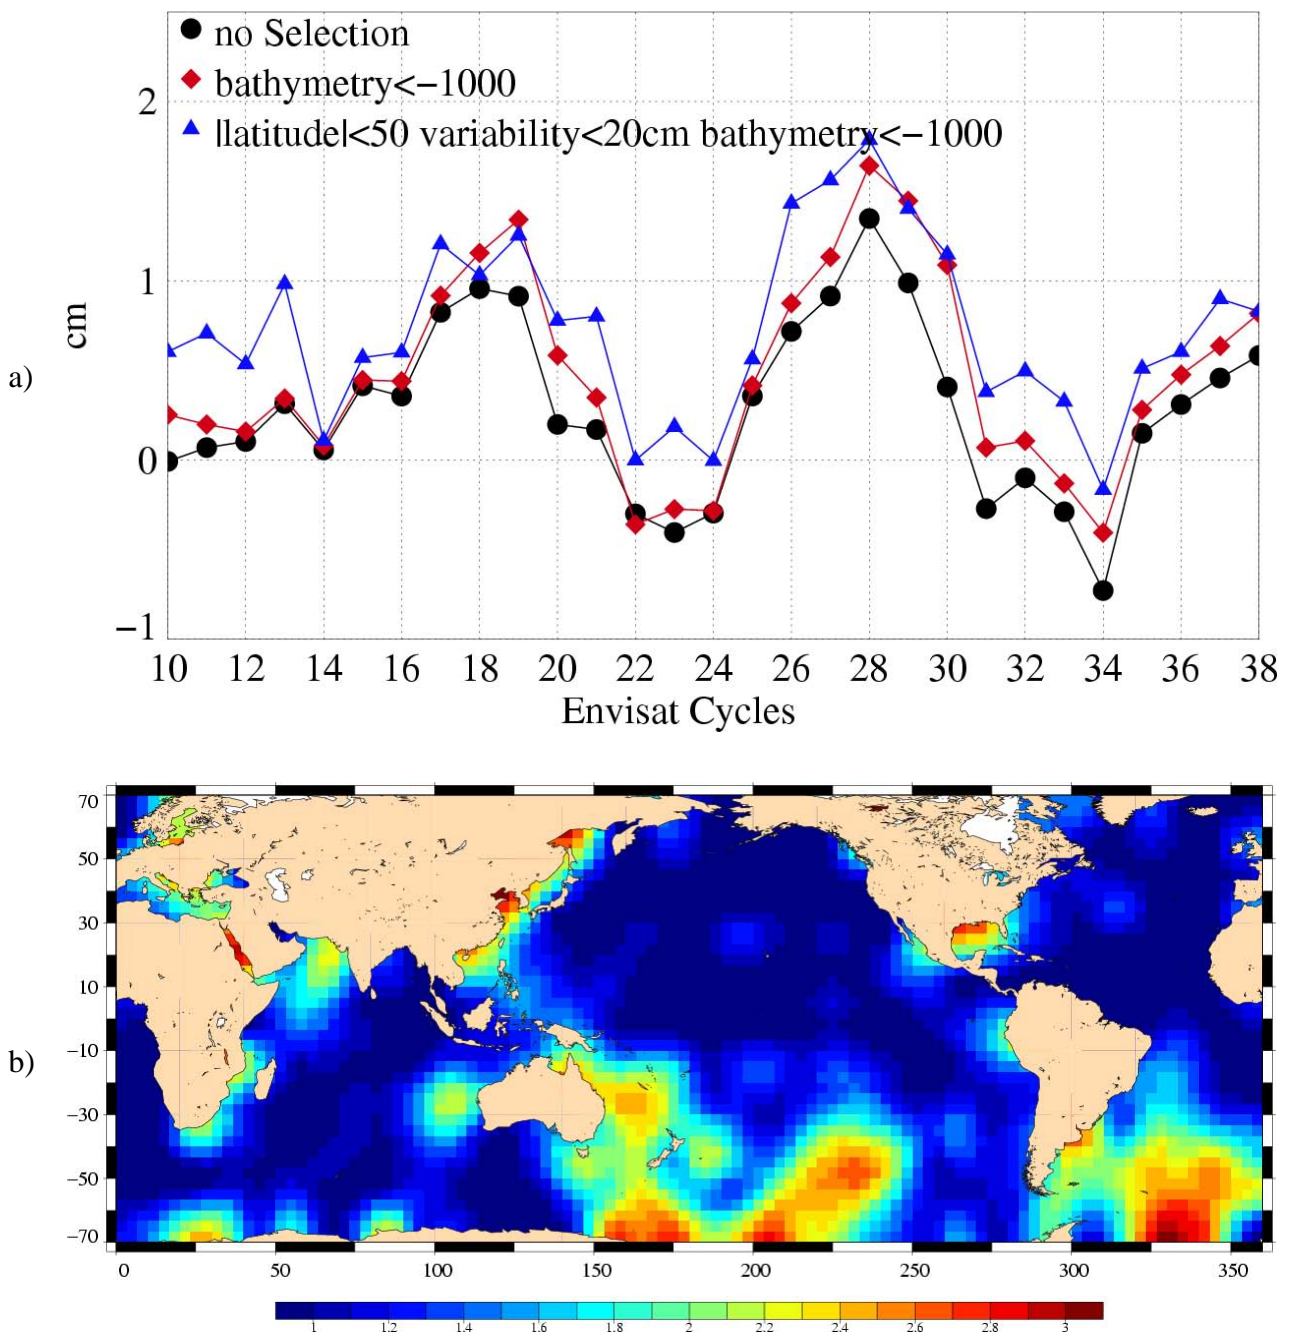 no Selection
bathymetry<−1000
|latitude|<50 variability<20cm bathymetry<−1000
2
1
0
−1
cm
a)
10 12 14 16 18 20 22 24 26 28 30 32 34 36 38
Envisat Cycles
b)
70
50
30
10
−10
−30
−50
−70
0 50 100 150 200 250 300 350
1 1.2 1.4 1.6 1.8 2 2.2 2.4 2.6 2.8 3